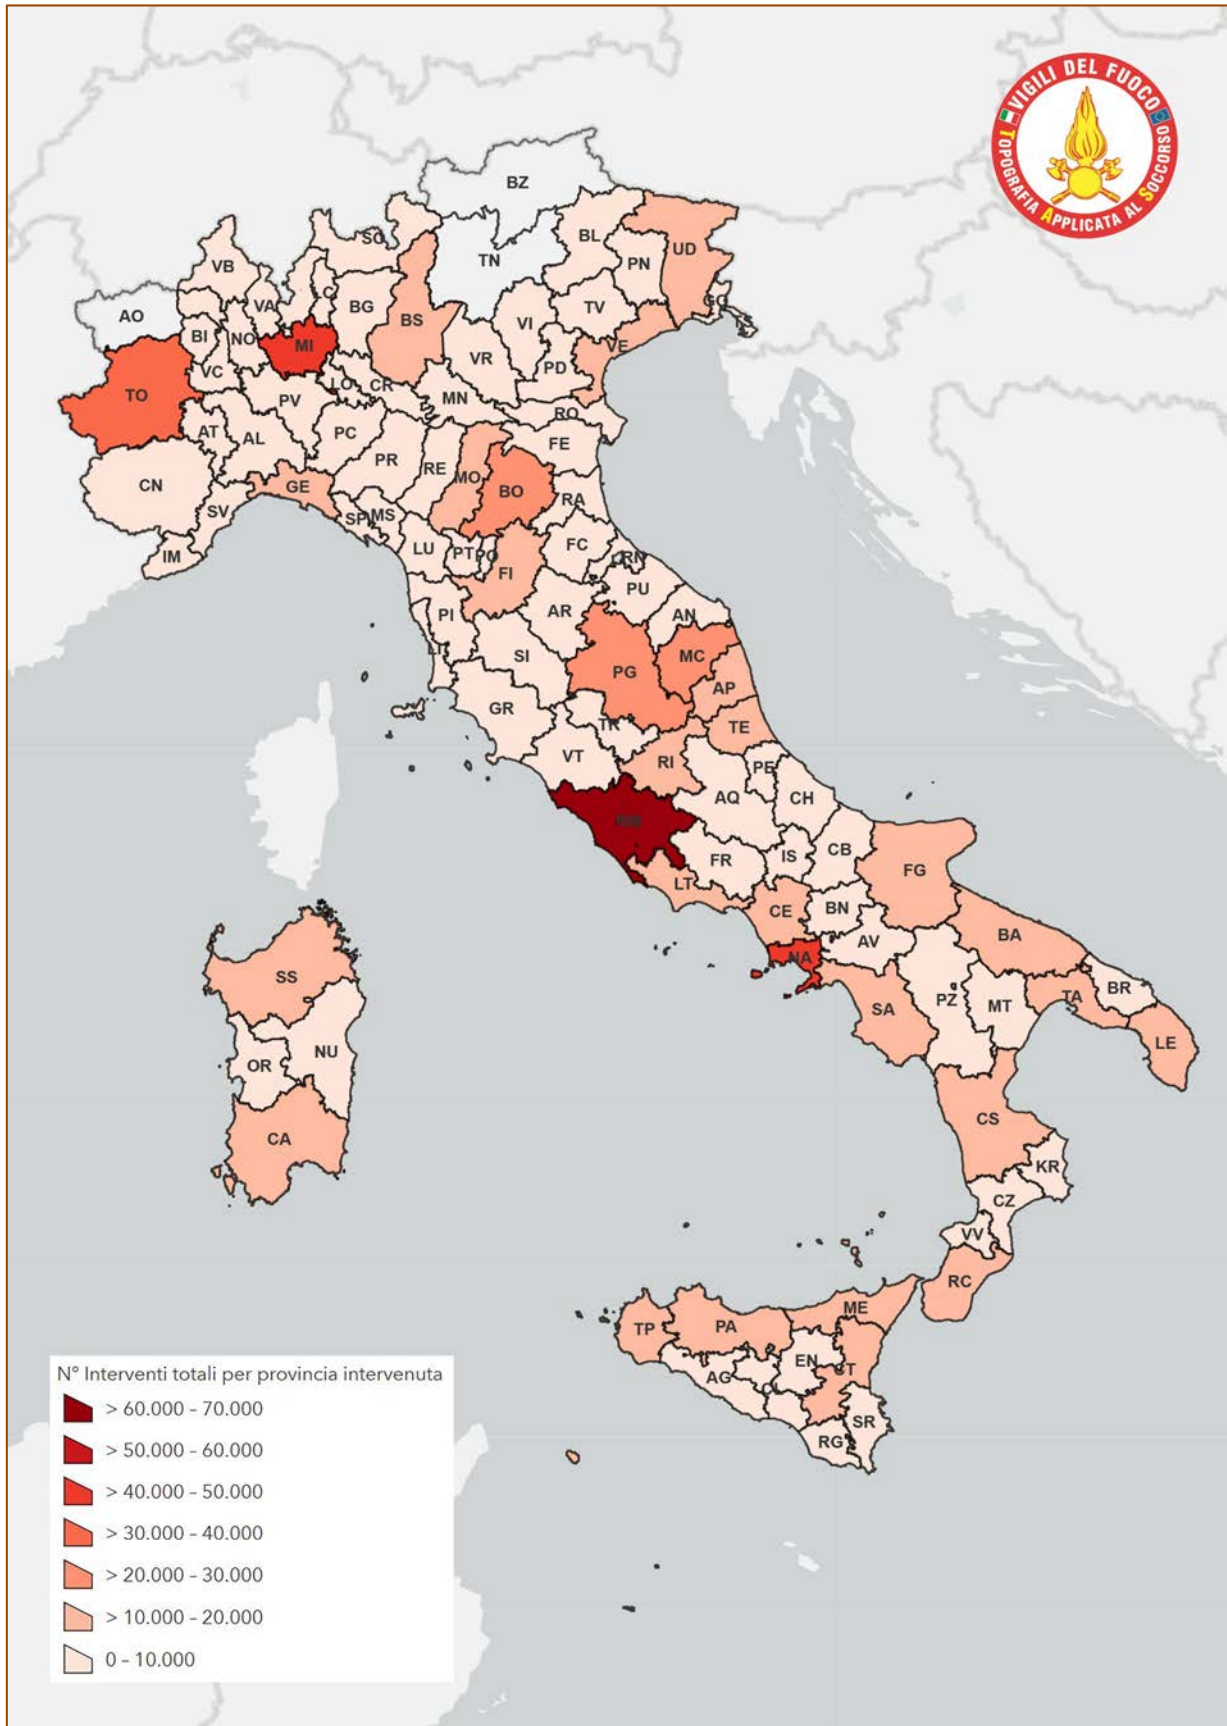 VIGILI DEL FUOCO
TOPOGRAFIA APPLICATA AL SOCCORSO
BZ
SO
BL
TN
UD
VB
PN
AO
VA
BG
BS
VI
TV
GO
BI
NO
MI
VR
VE
PD
TO
VC
LO
CR
MN
PV
RO
AT
AL
PC
FE
PR
RE
MO
CN
GE
BO
SV
SP
MS
RA
IM
LU
PT
PO
FC
RN
FI
PU
PI
AR
AN
LI
SI
MC
PG
AP
GR
TR
TE
VT
RI
PE
AQ
CH
RM
FR
IS
CB
LT
FG
CE
BN
AV
BA
NA
SS
PZ
MT
TA
BR
SA
LE
OR
NU
CA
CS
KR
CZ
VV
RC
ME
TP
PA
EN
CT
AG
SR
RG
N° Interventi totali per provincia intervenuta
> 60.000 - 70.000
> 50.000 - 60.000
> 40.000 - 50.000
> 30.000 - 40.000
> 20.000 - 30.000
> 10.000 - 20.000
0 - 10.000